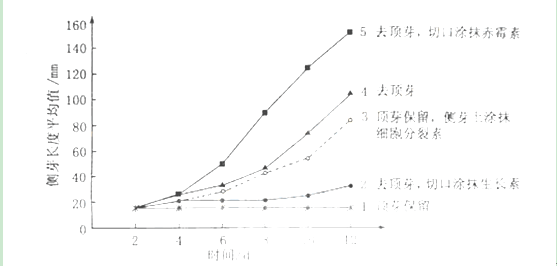 160
140
120
100
80
60
40
20
0
侧芽长度平均值/mm
5 去顶芽，切口涂抹赤霉素
4 去顶芽
3 顶芽保留，侧芽上涂抹
细胞分裂素
去顶芽，切口涂抹生长素
1 顶芽保留
2 4 6 8 10
时间/d